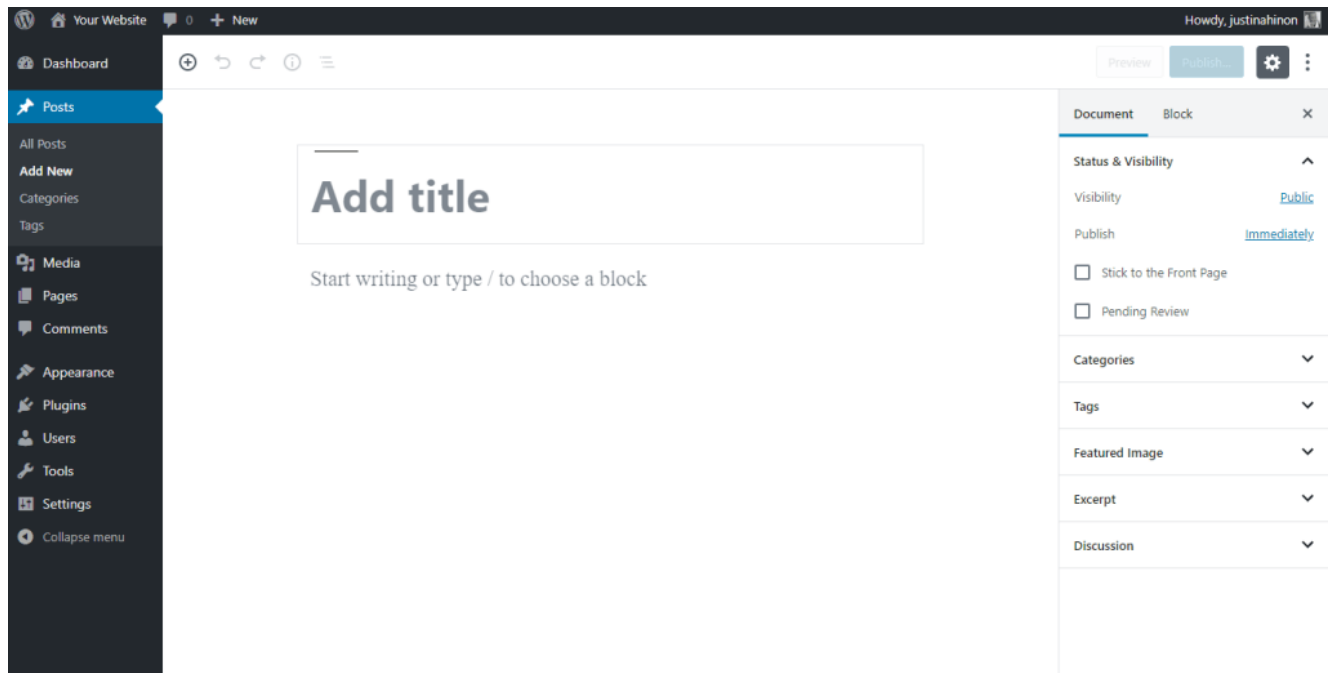 Your Website 0 New Howdy, justinahinon
Dashboard
Preview Publish...
Posts
All Posts
Add New
Categories
Tags
Media
Pages
Comments
Appearance
Plugins
Users
Tools
Settings
Collapse menu
Add title
Start writing or type / to choose a block
Document Block
Status & Visibility
Visibility Public
Publish Immediately
Stick to the Front Page
Pending Review
Categories
Tags
Featured Image
Excerpt
Discussion